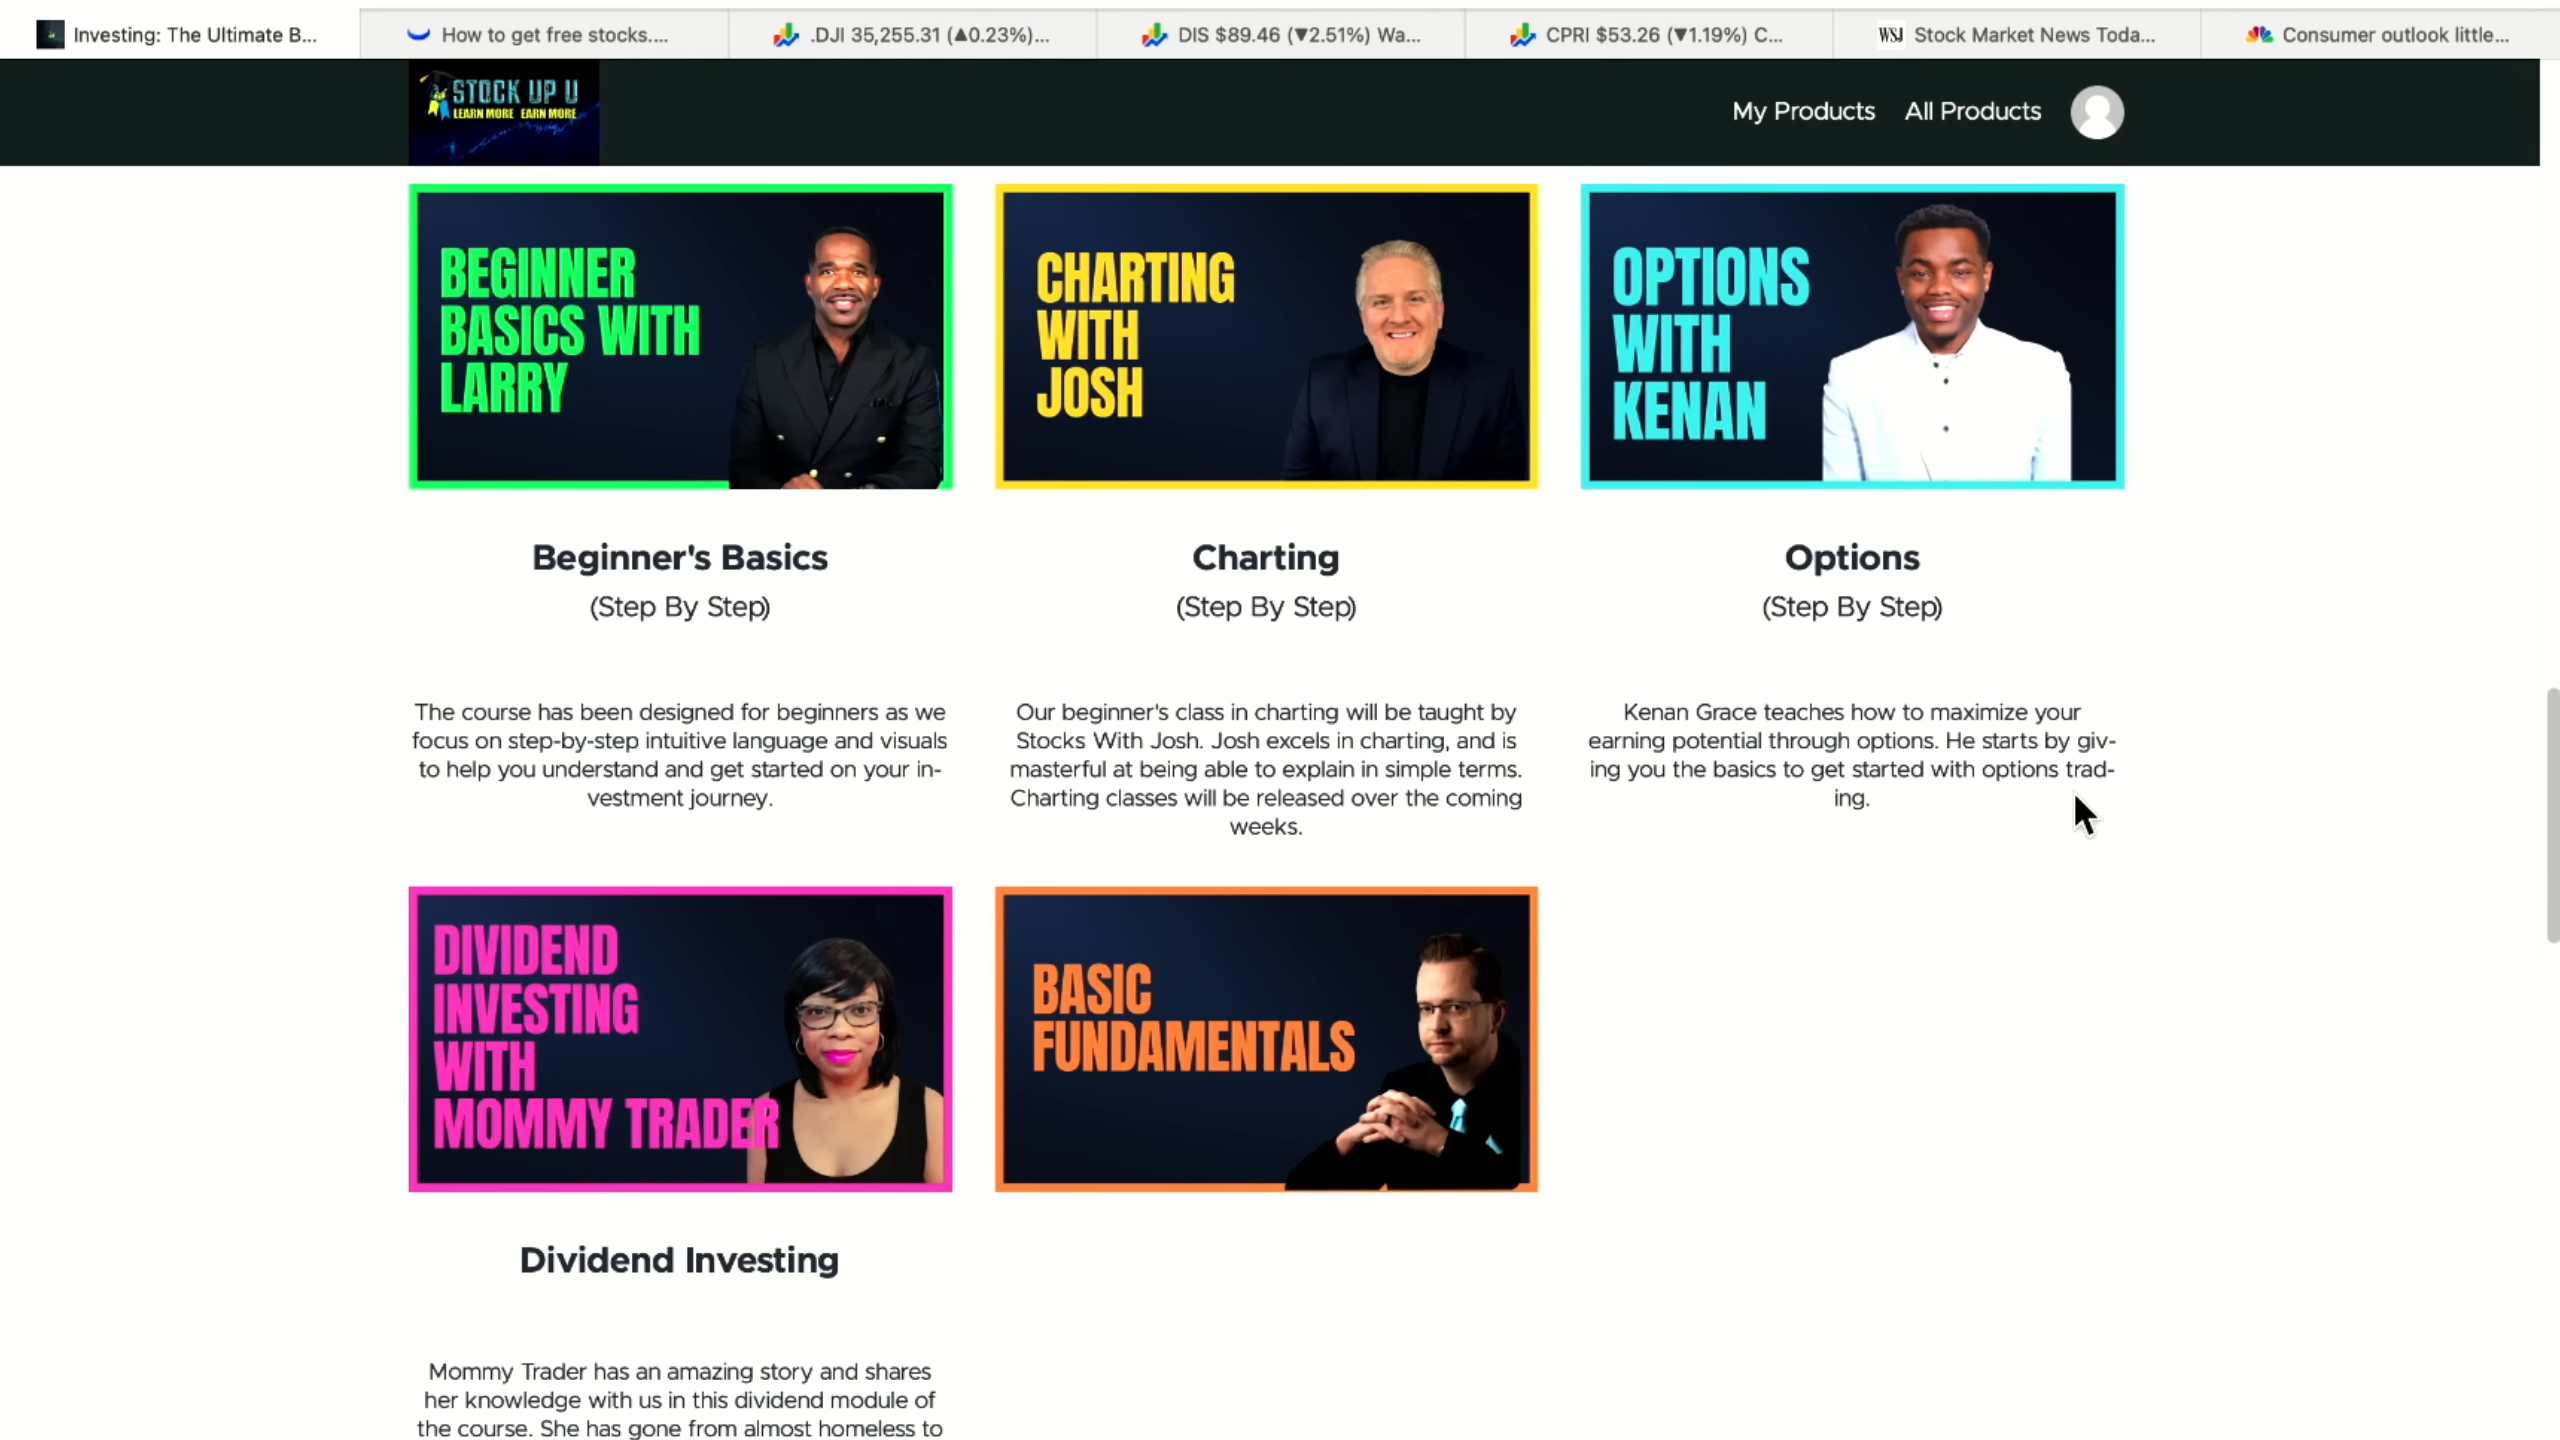 Investing: The Ultimate B...
How to get free stocks....
.DJI 35,255.31 (▲0.23%)...
DIS $89.46 (▼2.51%) Wa...
CPRI $53.26 (▼1.19%) C...
WSJ Stock Market News Toda...
Consumer outlook little...
STOCK UP U
LEARN MORE EARN MORE
My Products
All Products
BEGINNER
BASICS WITH
LARRY
CHARTING
WITH
JOSH
OPTIONS
WITH
KENAN
Beginner's Basics
(Step By Step)
The course has been designed for beginners as we
focus on step-by-step intuitive language and visuals
to help you understand and get started on your in-
vestment journey.
Charting
(Step By Step)
Our beginner's class in charting will be taught by
Stocks With Josh. Josh excels in charting, and is
masterful at being able to explain in simple terms.
Charting classes will be released over the coming
weeks.
Options
(Step By Step)
Kenan Grace teaches how to maximize your
earning potential through options. He starts by giv-
ing you the basics to get started with options trad-
ing.
DIVIDEND
INVESTING
WITH
MOMMY TRADER
BASIC
FUNDAMENTALS
Dividend Investing
Mommy Trader has an amazing story and shares
her knowledge with us in this dividend module of
the course. She has gone from almost homeless to